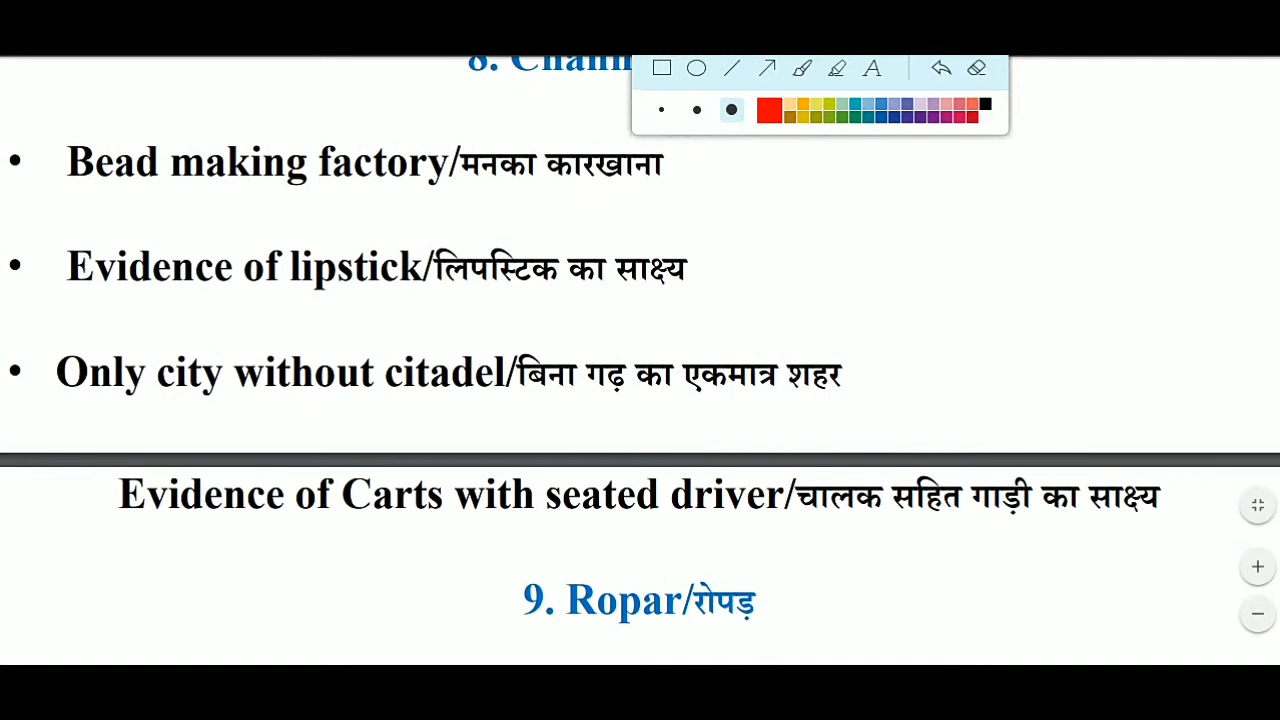 8.
• Bead making factory/मनका कारखाना
• Evidence of lipstick/लिपस्टिक का साक्ष्य
• Only city without citadel/बिना गढ़ का एकमात्र शहर
Evidence of Carts with seated driver/चालक सहित गाड़ी का साक्ष्य
9. Ropar/रोपड़